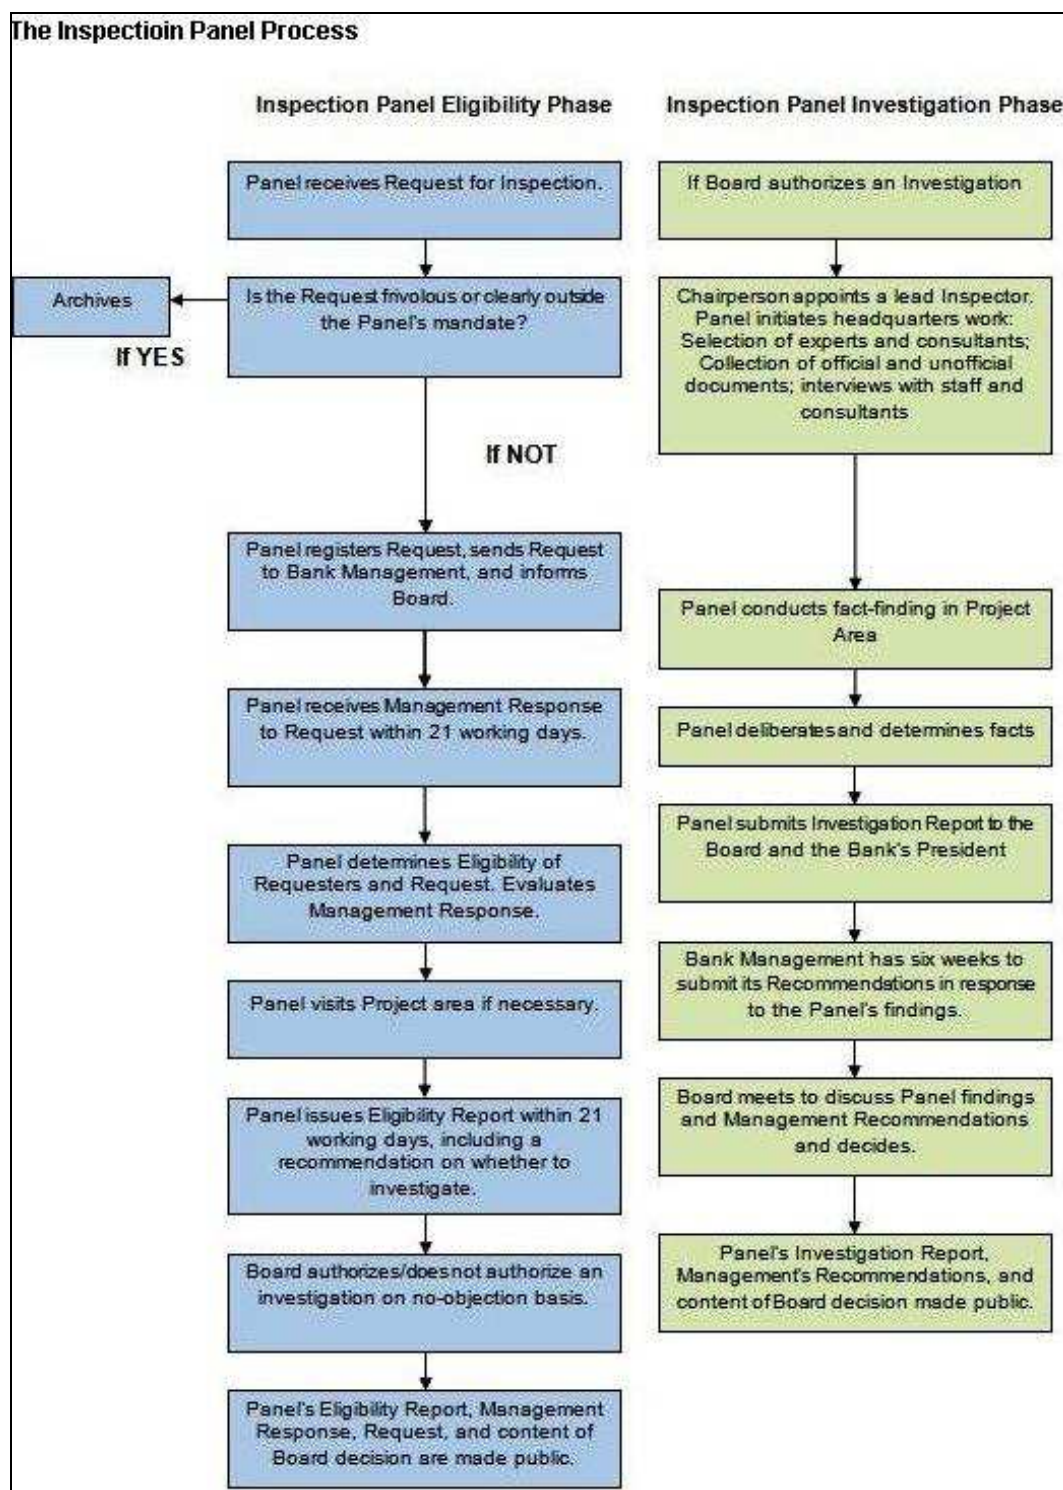 The Inspectioin Panel Process
Inspection Panel Eligibility Phase
Panel receives Request for Inspection.
Archives
Is the Request frivolous or clearly outside
the Panel's mandate?
If YES
If NOT
Panel registers Request, sends Request
to Bank Management, and informs
Board.
Panel receives Management Response
to Request within 21 working days.
Panel determines Eligibility of
Requesters and Request. Evaluates
Management Response.
Panel visits Project area if necessary.
Panel issues Eligibility Report within 21
working days, including a
recommendation on whether to
investigate.
Board authorizes/does not authorize an
investigation on no-objection basis.
Panel's Eligibility Report, Management
Response, Request, and content of
Board decision are made public.
Inspection Panel Investigation Phase
If Board authorizes an Investigation
Chairperson appoints a lead Inspector.
Panel initiates headquarters work:
Selection of experts and consultants;
Collection of official and unofficial
documents; interviews with staff and
consultants
Panel conducts fact-finding in Project
Area
Panel deliberates and determines facts
Panel submits Investigation Report to the
Board and the Bank's President
Bank Management has six weeks to
submit its Recommendations in response
to the Panel's findings.
Board meets to discuss Panel findings
and Management Recommendations
and decides.
Panel's Investigation Report,
Management's Recommendations, and
content of Board decision made public.